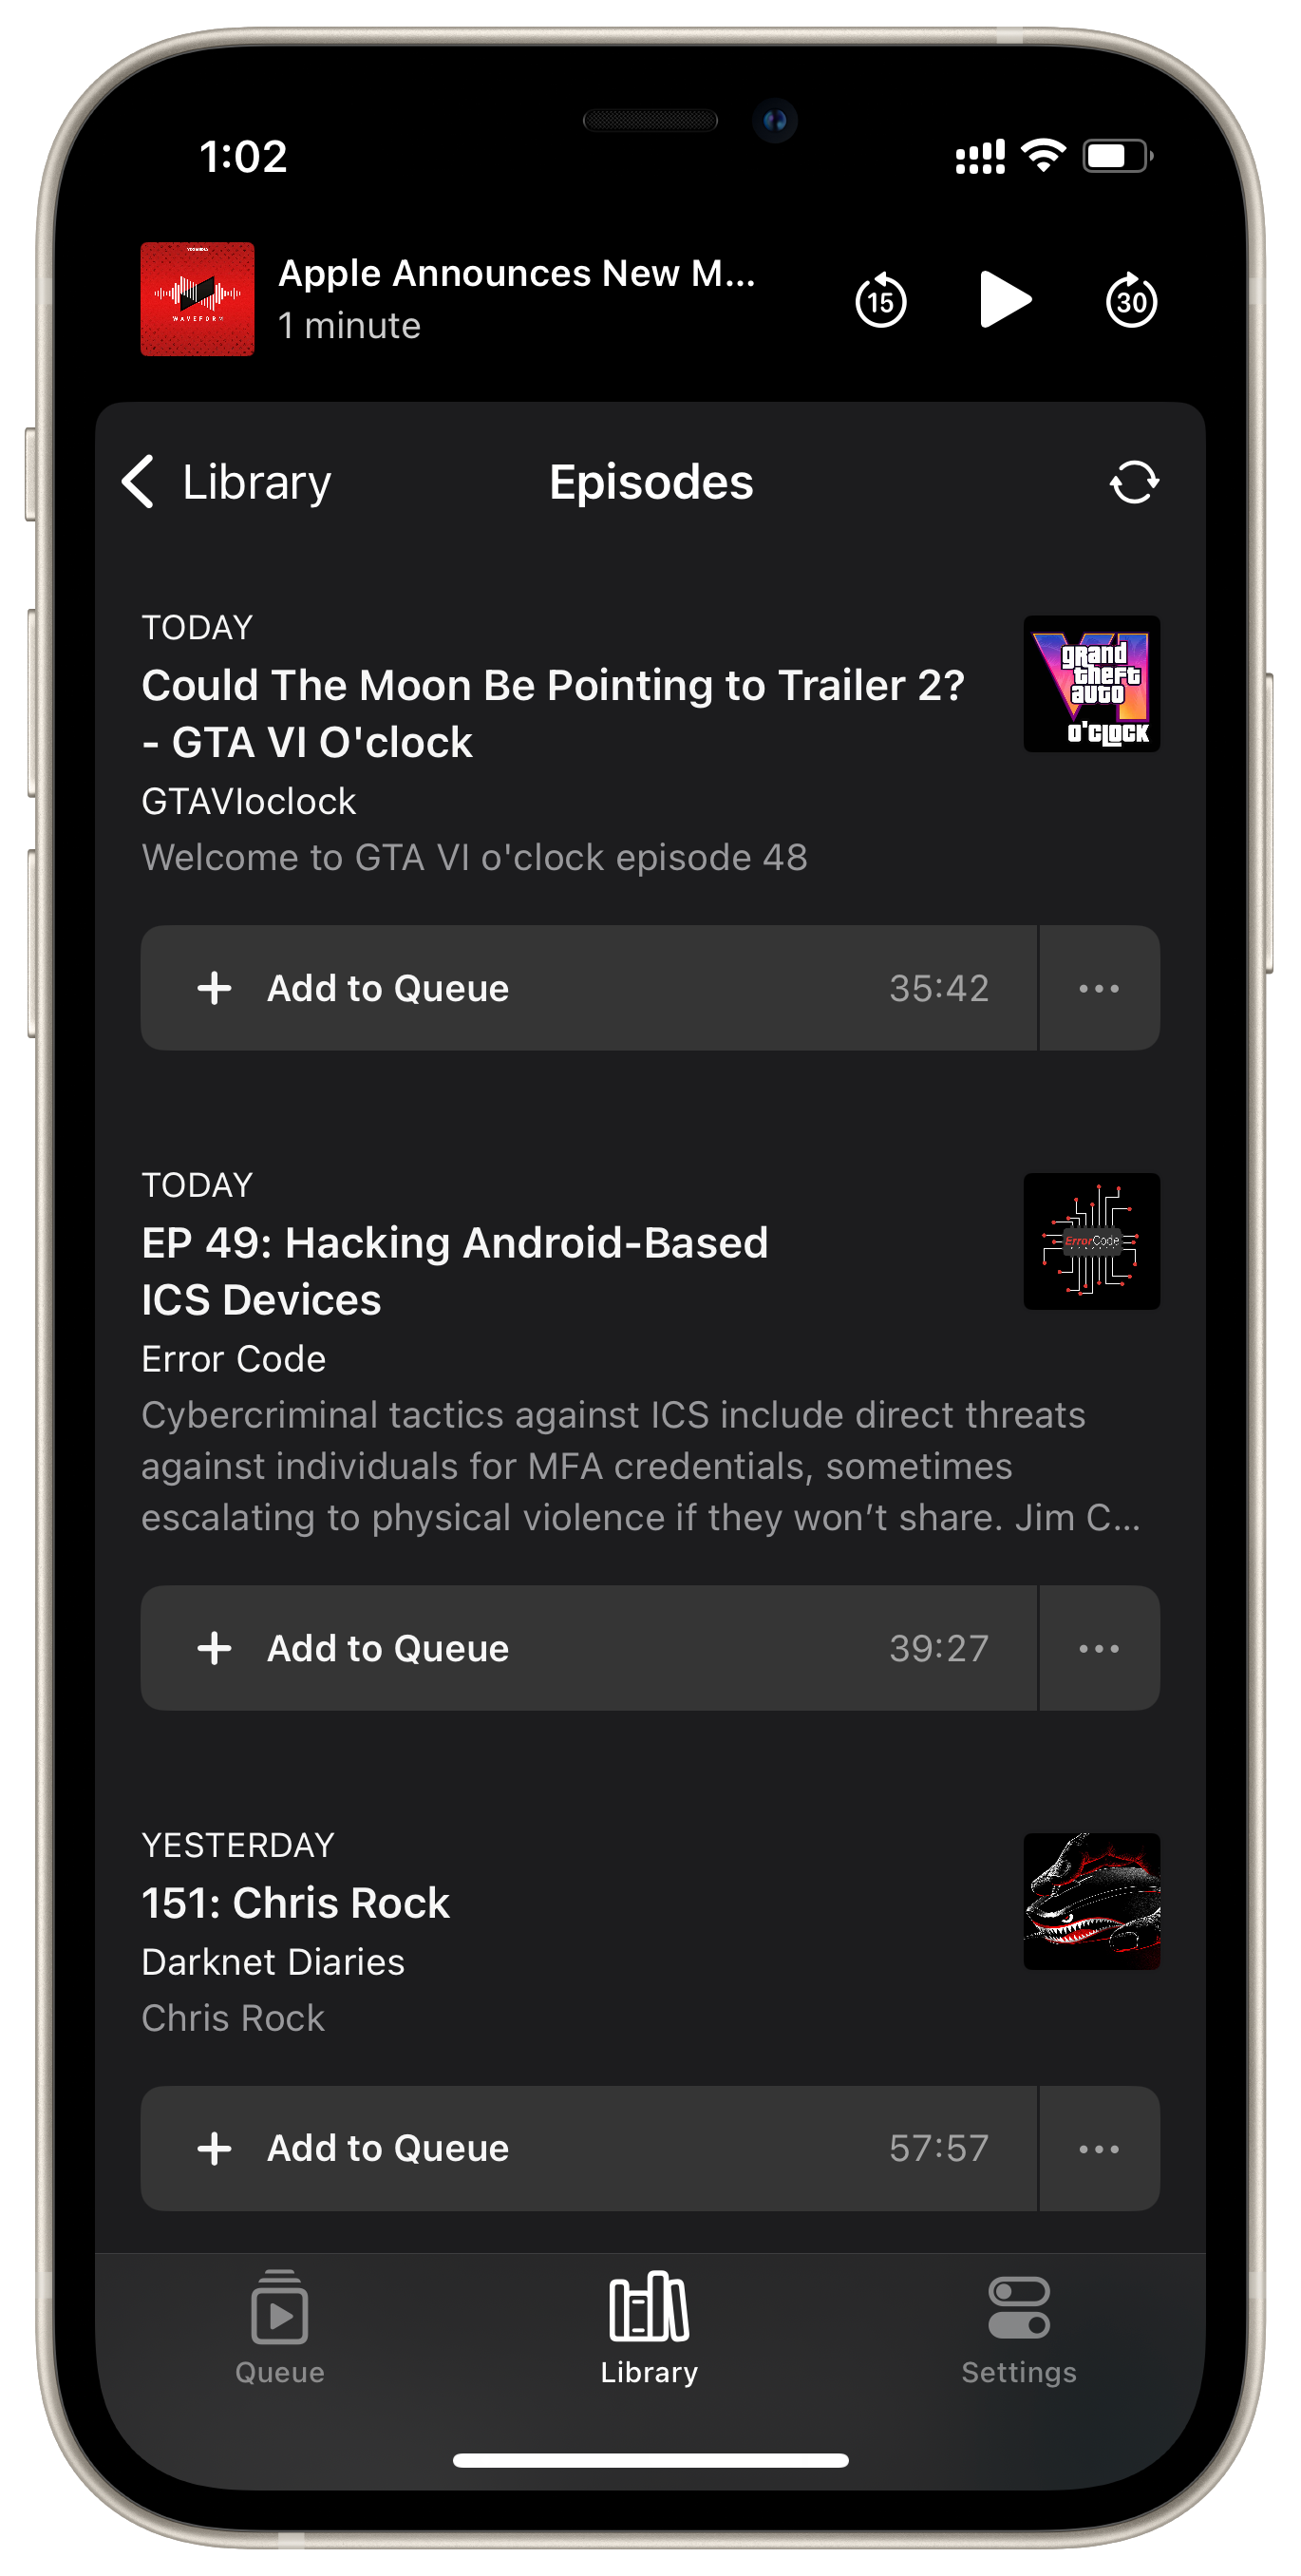 1:02
Apple Announces New M...
1 minute
15
30
WAVEFORM
Library
Episodes
TODAY
Could The Moon Be Pointing to Trailer 2?
- GTA VI O'clock
GTAVIoclock
Welcome to GTA VI o'clock episode 48
VI
grand
theft
auto
O'CLOCK
Add to Queue
35:42
TODAY
EP 49: Hacking Android-Based
ICS Devices
Error Code
Cybercriminal tactics against ICS include direct threats
against individuals for MFA credentials, sometimes
escalating to physical violence if they won’t share. Jim C...
ErrorCode
Add to Queue
39:27
YESTERDAY
151: Chris Rock
Darknet Diaries
Chris Rock
Add to Queue
57:57
Queue
Library
Settings